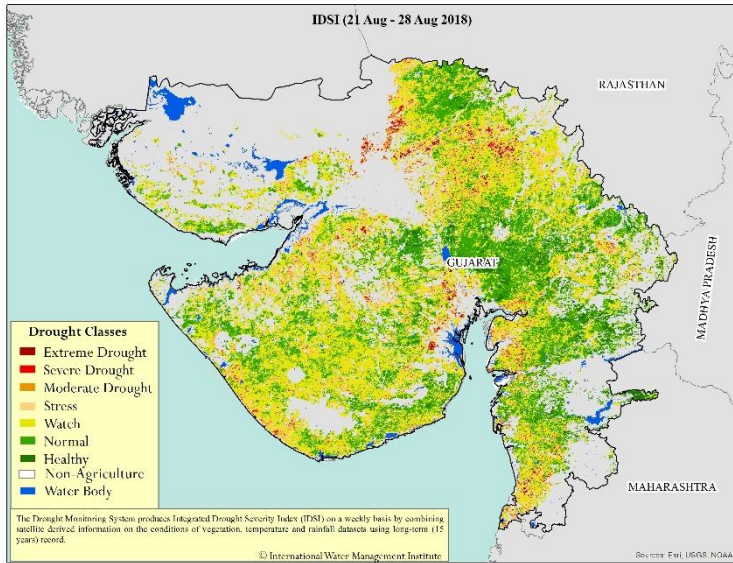 IDSI (21 Aug - 28 Aug 2018)
RAJASTHAN
GUJARAT
MADHYA PRADESH
MAHARASHTRA
Drought Classes
Extreme Drought
Severe Drought
Moderate Drought
Stress
Watch
Normal
Healthy
Non-Agriculture
Water Body
The Drought Monitoring System produces Integrated Drought Severity Index (IDSI) on a weekly basis by combining
satellite derived information on the conditions of vegetation, temperature and rainfall datasets using long-term (15
years) record.
© International Water Management Institute
Sources: Esri, USGS, NOAA